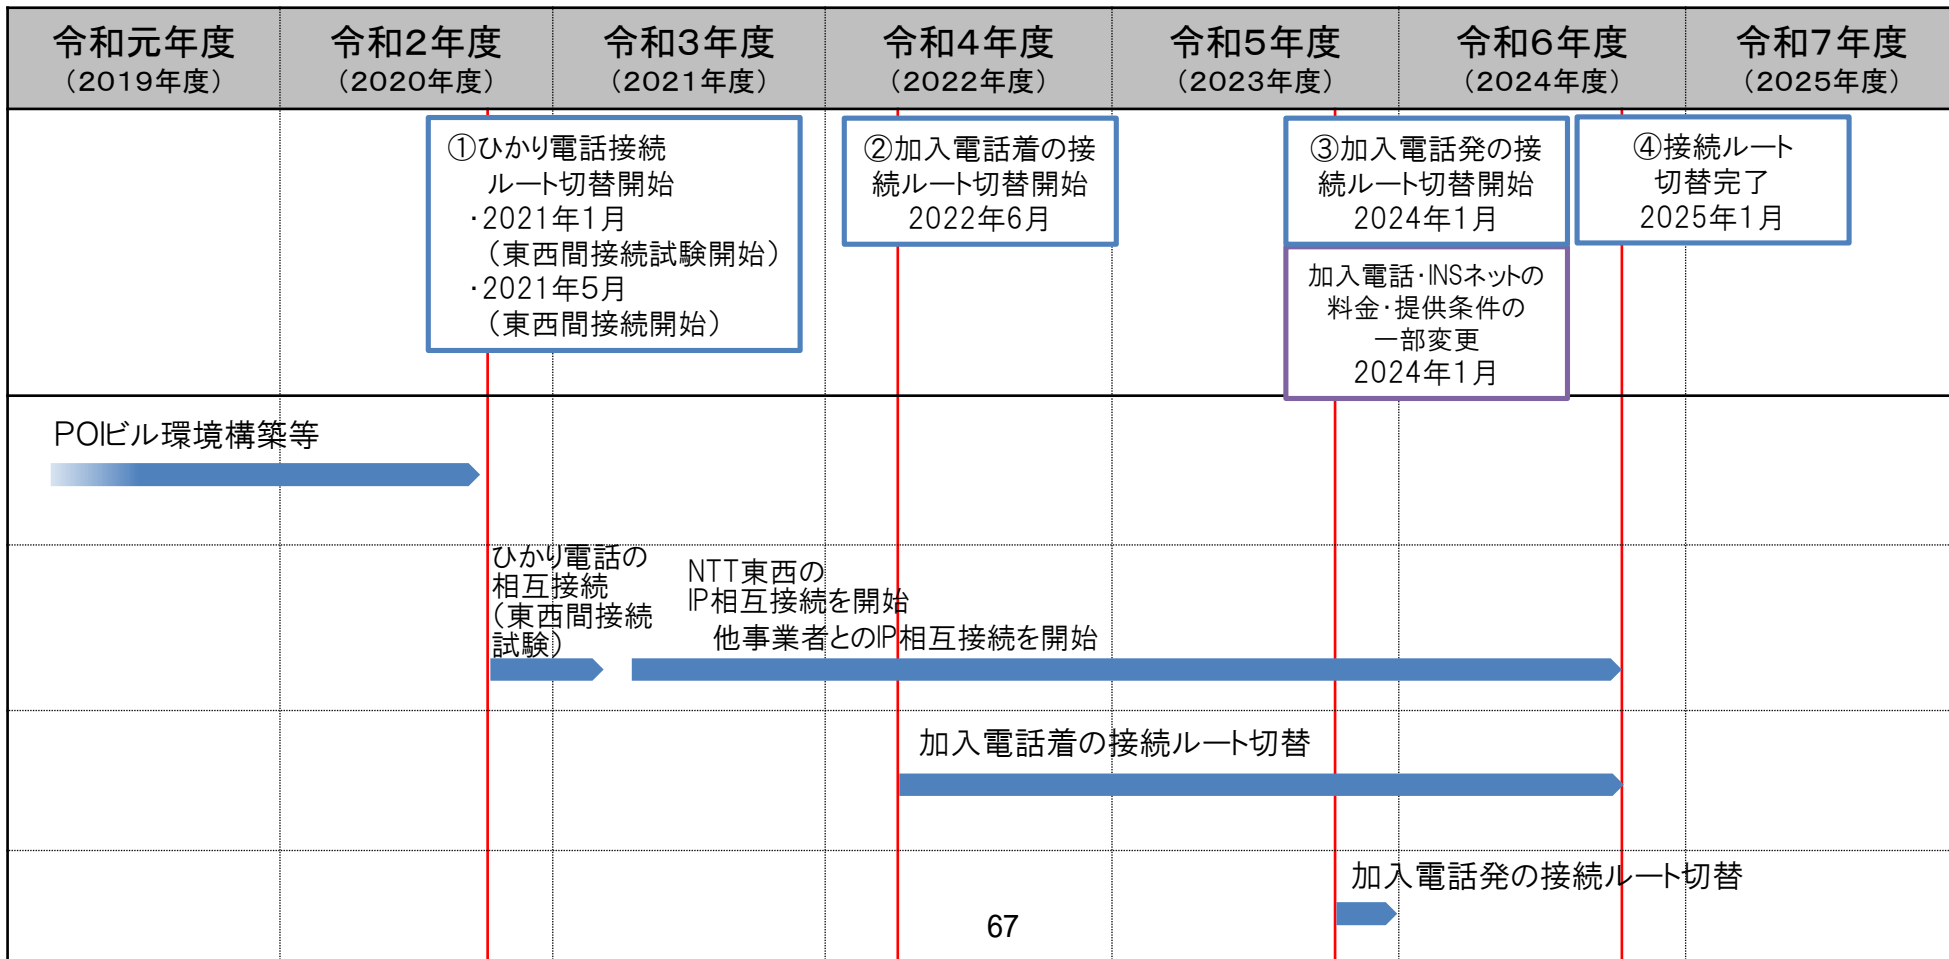 令和元年度
（2019年度）
令和2年度
（2020年度）
令和3年度
（2021年度）
令和4年度
（2022年度）
令和5年度
（2023年度）
令和6年度
（2024年度）
令和7年度
（2025年度）
①ひかり電話接続
ルート切替開始
・2021年1月
（東西間接続試験開始）
・2021年5月
（東西間接続開始）
②加入電話着の接
続ルート切替開始
2022年6月
③加入電話発の接
続ルート切替開始
2024年1月
④接続ルート
切替完了
2025年1月
加入電話・INSネットの
料金・提供条件の
一部変更
2024年1月
POIビル環境構築等
ひかり電話の
相互接続
（東西間接続
試験）
NTT東西の
IP相互接続を開始
他事業者とのIP相互接続を開始
加入電話着の接続ルート切替
加入電話発の接続ルート切替
67